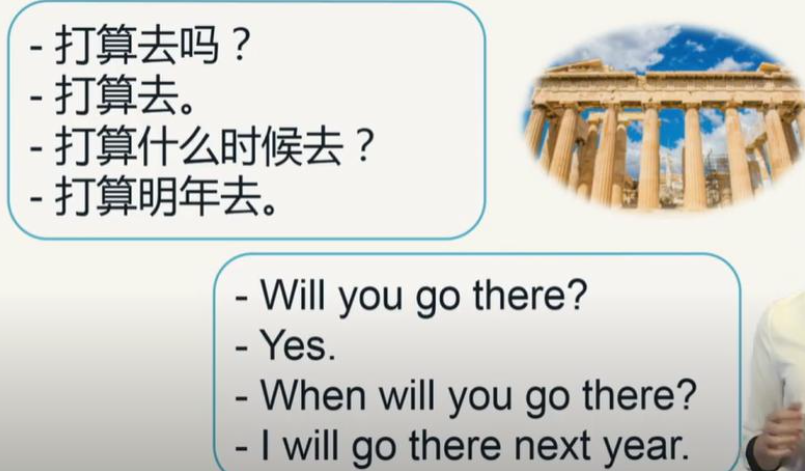 - 打算去吗？
- 打算去。
- 打算什么时候去？
- 打算明年去。
- Will you go there?
- Yes.
- When will you go there?
- I will go there next year.